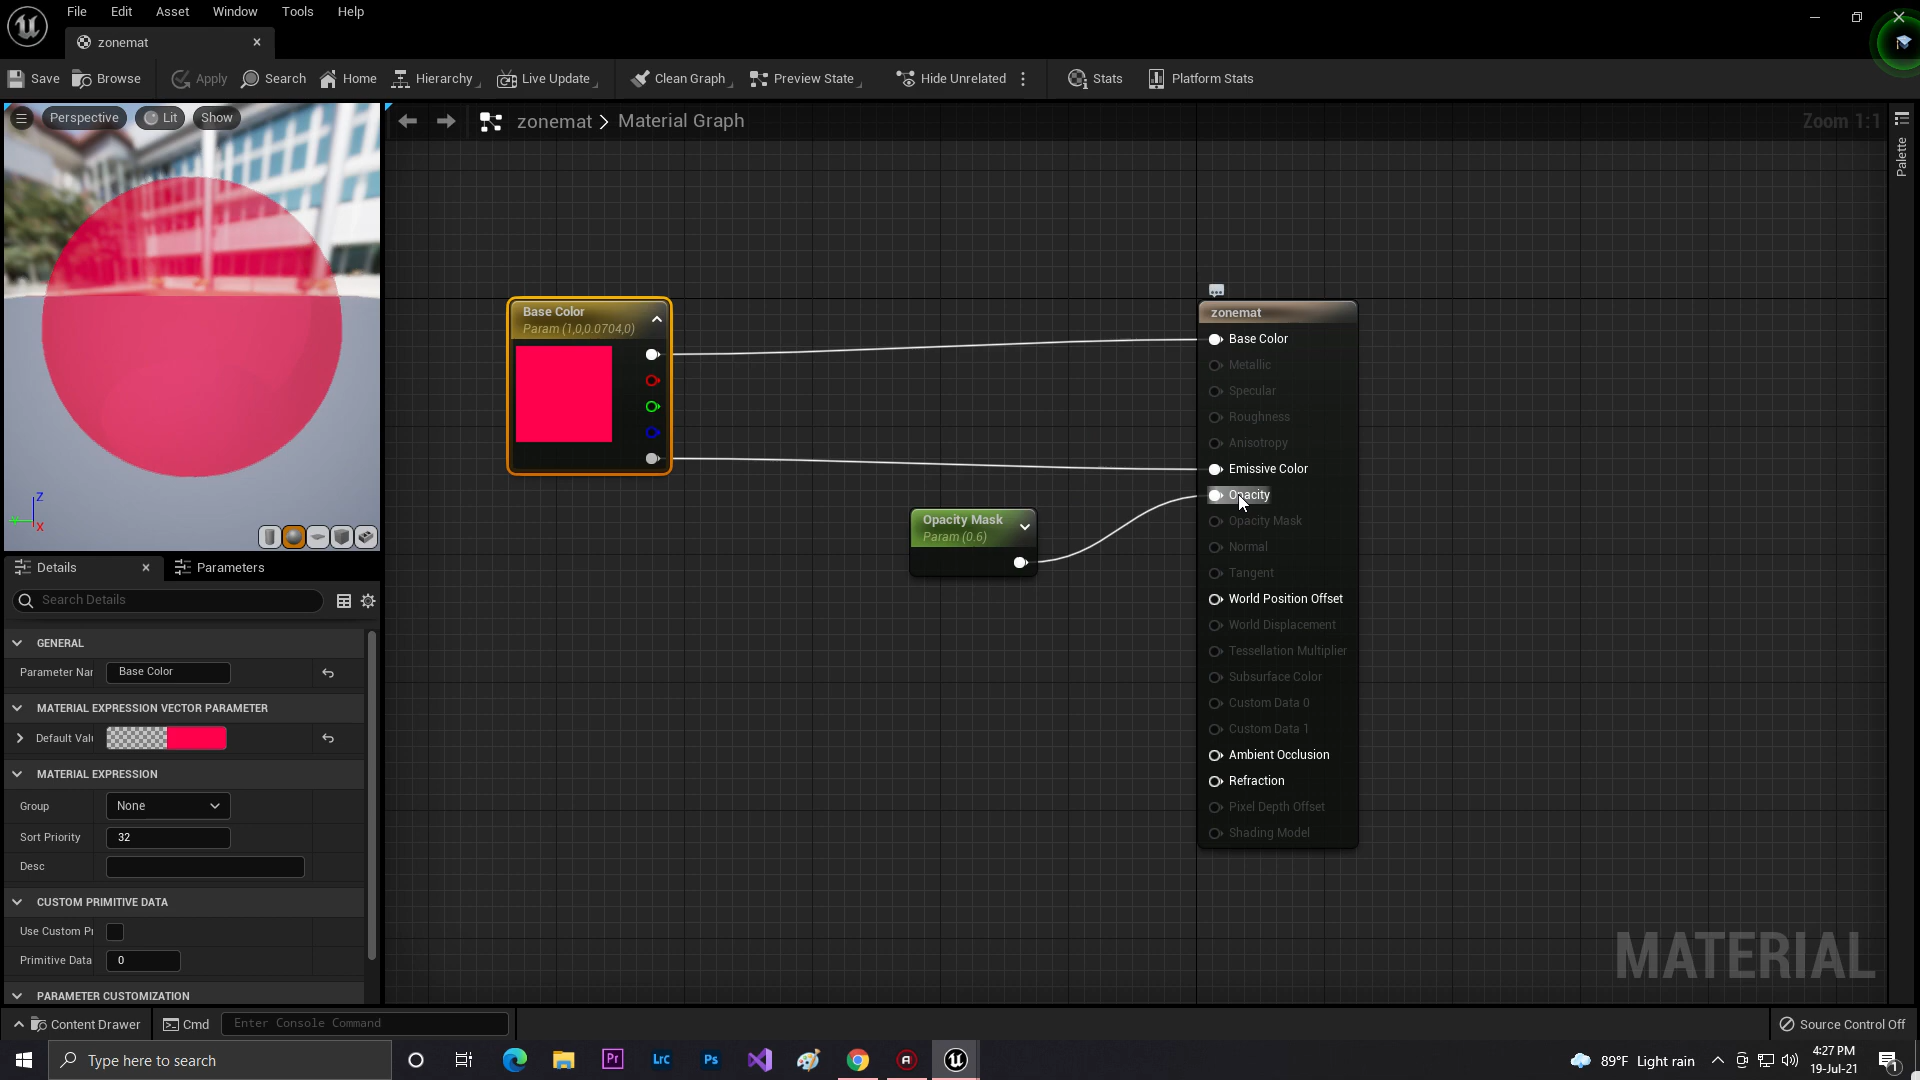 File Edit Asset Window Tools Help
zonemat
Save Browse Apply Search Home Hierarchy Live Update Clean Graph Preview State Hide Unrelated Stats Platform Stats
Perspective Lit Show
zonemat > Material Graph
Zoom 1:1
Palette
Base Color
Param (1,0,0.0704,0)
Opacity Mask
Param (0.6)
zonemat
Base Color
Metallic
Specular
Roughness
Anisotropy
Emissive Color
Opacity
Opacity Mask
Normal
Tangent
World Position Offset
World Displacement
Tessellation Multiplier
Subsurface Color
Custom Data 0
Custom Data 1
Ambient Occlusion
Refraction
Pixel Depth Offset
Shading Model
MATERIAL
Z
Y
X
Details Parameters
Search Details
GENERAL
Parameter Nar Base Color
MATERIAL EXPRESSION VECTOR PARAMETER
Default Valu
MATERIAL EXPRESSION
Group None
Sort Priority 32
Desc
CUSTOM PRIMITIVE DATA
Use Custom Pr
Primitive Data 0
PARAMETER CUSTOMIZATION
Content Drawer Cmd Enter Console Command
Source Control Off
Type here to search
Pr Lrc Ps
89°F Light rain
4:27 PM
19-Jul-21
1